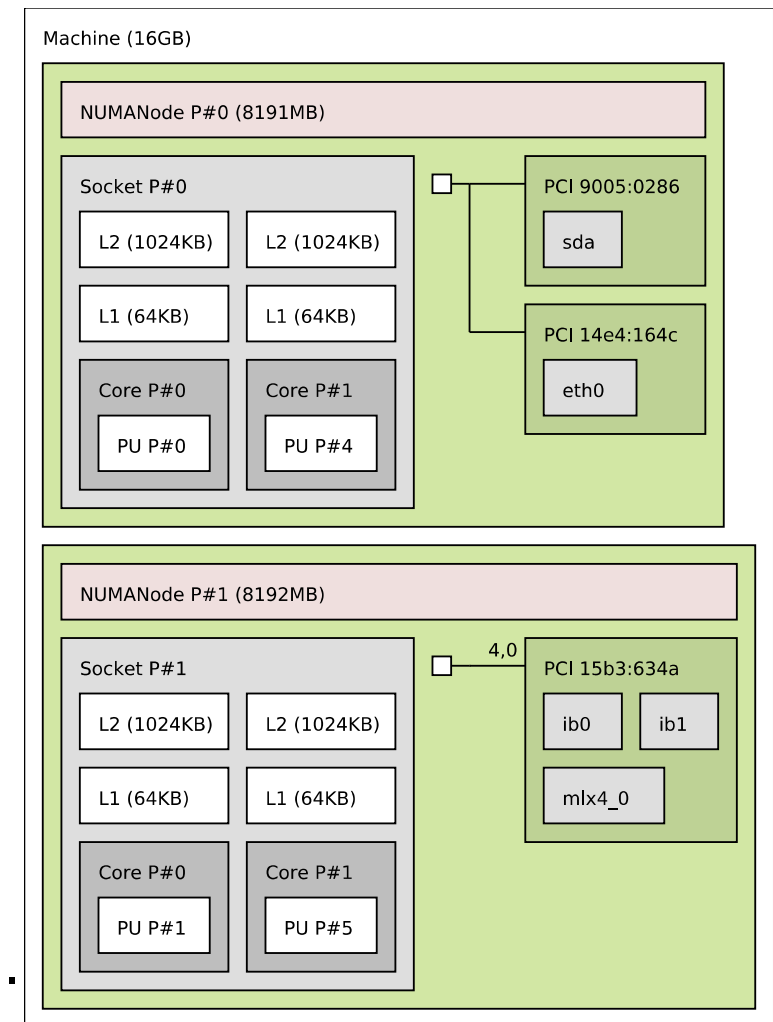 Machine (16GB)
NUMANode P#0 (8191MB)
Socket P#0
L2 (1024KB) L2 (1024KB)
L1 (64KB) L1 (64KB)
Core P#0 Core P#1
PU P#0 PU P#4
PCI 9005:0286
sda
PCI 14e4:164c
eth0
NUMANode P#1 (8192MB)
Socket P#1
L2 (1024KB) L2 (1024KB)
L1 (64KB) L1 (64KB)
Core P#0 Core P#1
PU P#1 PU P#5
4,0
PCI 15b3:634a
ib0 ib1
mlx4_0